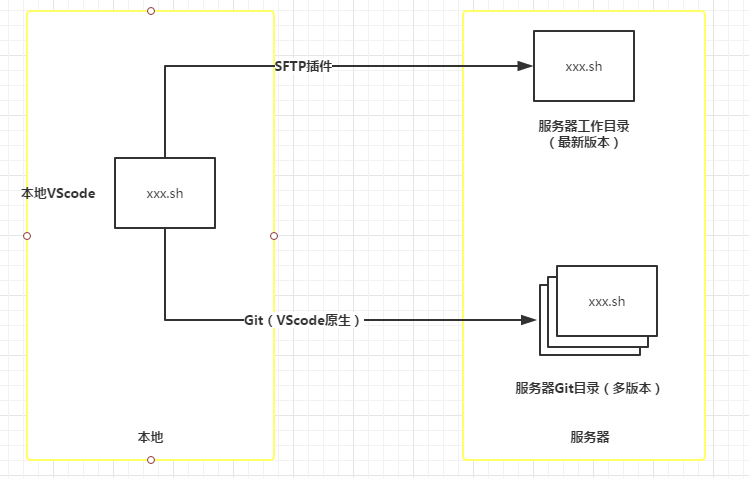 SFTP插件
xxx.sh
服务器工作目录
（最新版本）
本地VScode
xxx.sh
xxx.sh
Git（VScode原生）
服务器Git目录（多版本）
本地
服务器